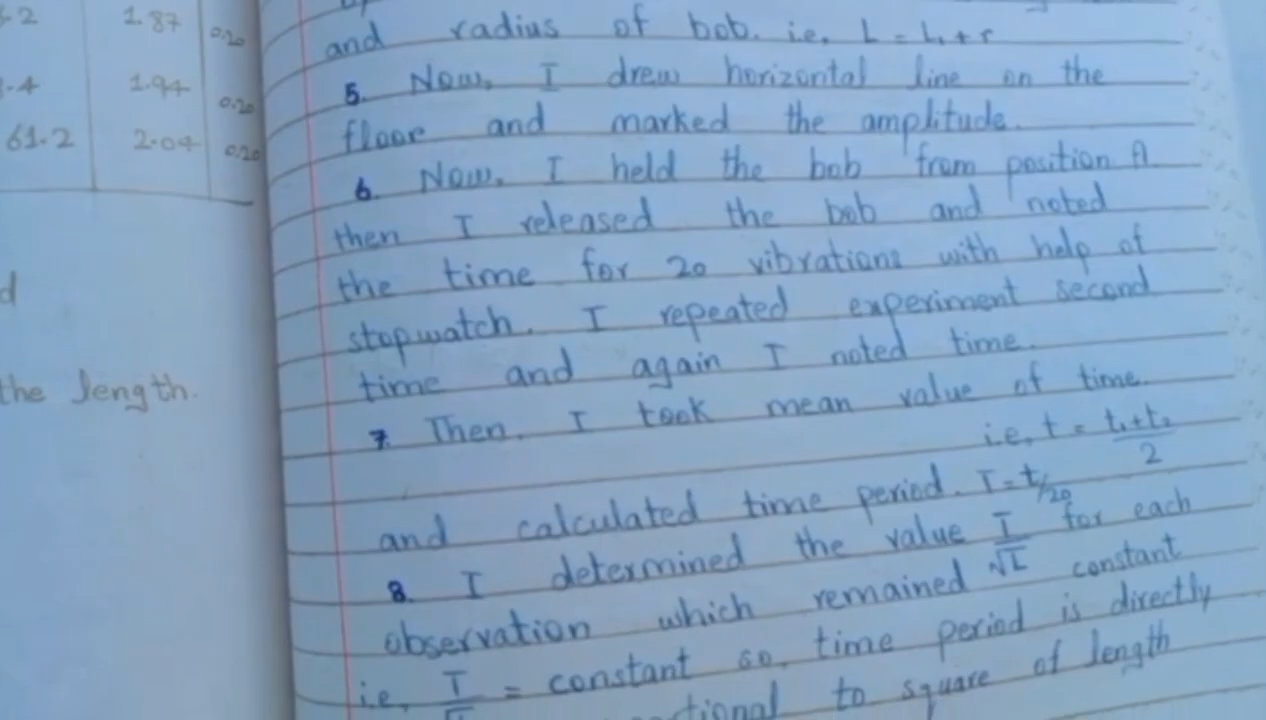 .2 1.87 0.20
.4 1.94 0.20
61.2 2.04 0.20
d
the length.
and radius of bob. i.e. L = L₁ + r
5. Now, I drew horizontal line on the
floor and marked the amplitude.
6. Now, I held the bob from position A
then I released the bob and noted
the time for 20 vibrations with help of
stopwatch. I repeated experiment second
time and again I noted time.
7. Then, I took mean value of time.
i.e, t = t₁+t₂/2
and calculated time period. T = t/20
8. I determined the value T/√L for each
observation which remained constant
i.e, T/√ = constant so, time period is directly
tional to square of length